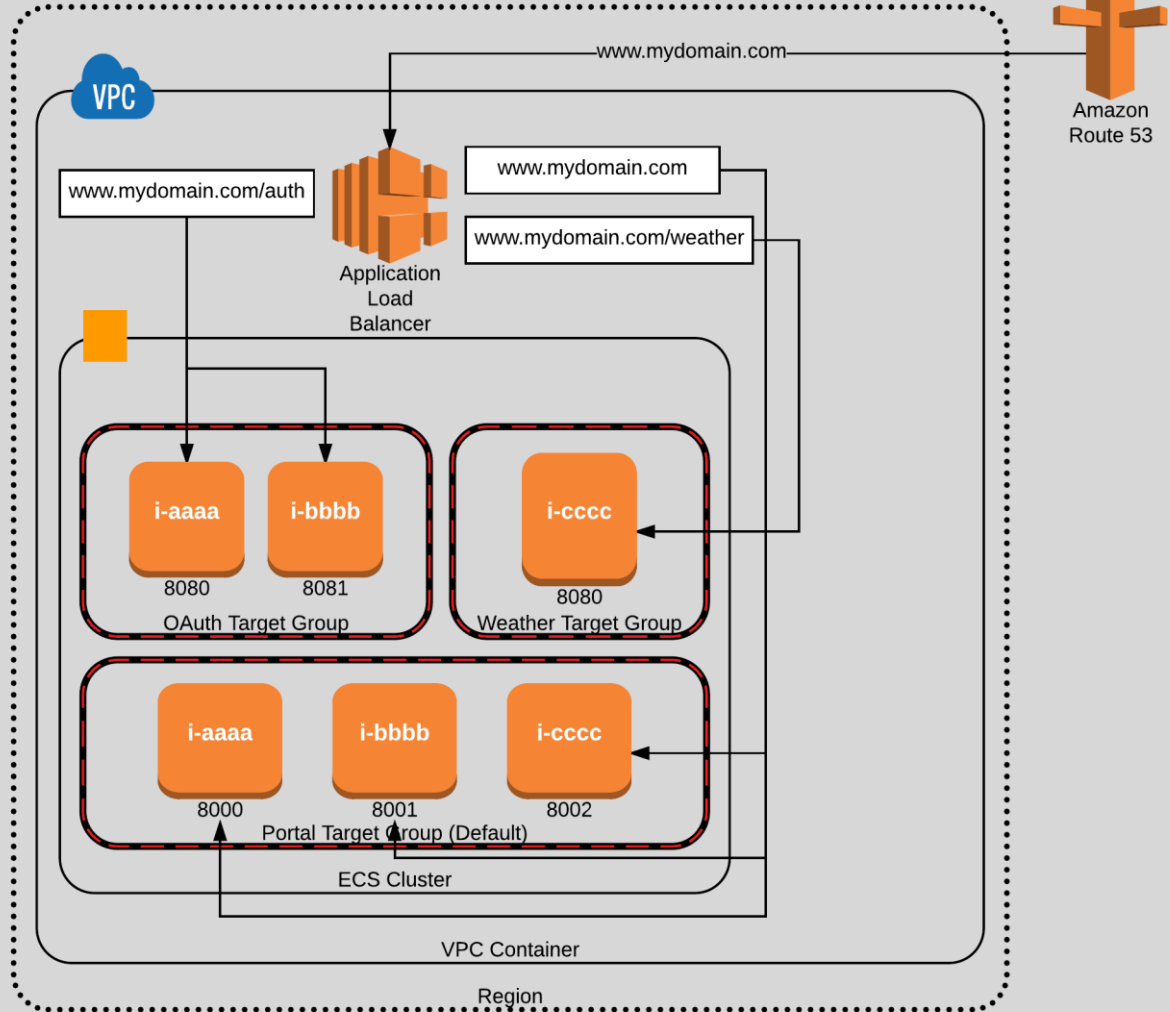 www.mydomain.com
VPC
Amazon
Route 53
www.mydomain.com
www.mydomain.com/auth
www.mydomain.com/weather
Application
Load
Balancer
i-aaaa
i-bbbb
i-cccc
8080
8081
8080
OAuth Target Group
Weather Target Group
i-aaaa
i-bbbb
i-cccc
8000
8001
8002
Portal Target Group (Default)
ECS Cluster
VPC Container
Region